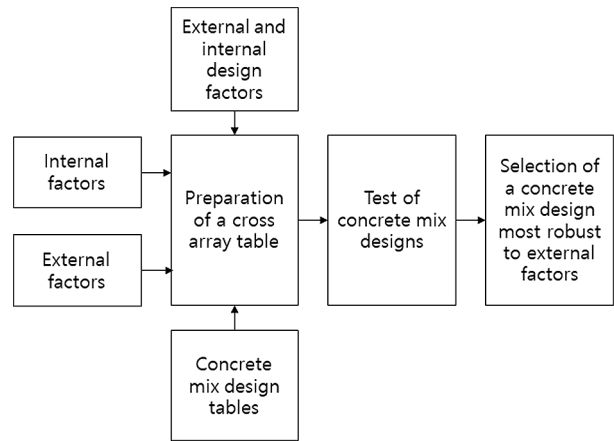 External and
internal
design
factors
Internal
factors
External
factors
Preparation
of a cross
array table
Test of
concrete mix
designs
Selection of
a concrete
mix design
most robust
to external
factors
Concrete
mix design
tables